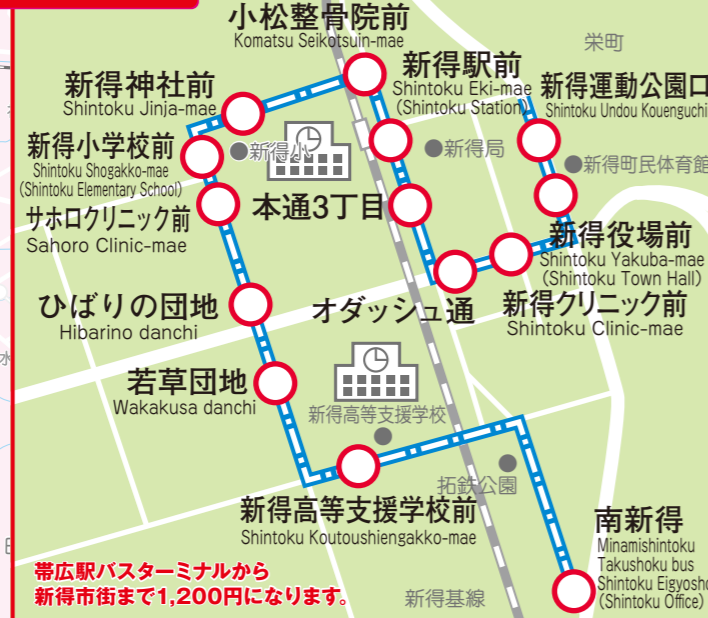 小松整骨院前
Komatsu Seikotsuin-mae
栄町
新得神社前
Shintoku Jinja-mae
新得駅前
Shintoku Eki-mae
(Shintoku Station)
新得運動公園口
Shintoku Undou Kouenguchi
新得小学校前
Shintoku Shogakko-mae
(Shintoku Elementary School)
新得小
新得局
新得町民体育館
サホロクリニック前
Sahoro Clinic-mae
本通3丁目
新得役場前
Shintoku Yakuba-mae
(Shintoku Town Hall)
ひばりの団地
Hibarino danchi
オダッシュ通
新得クリニック前
Shintoku Clinic-mae
若草団地
Wakakusa danchi
新得高等支援学校
拓鉄公園
新得高等支援学校前
Shintoku Koutoushiengakko-mae
南新得
Minamishintoku
Takushoku bus
Shintoku Eigyosho
(Shintoku Office)
帯広駅バスターミナルから
新得市街まで1,200円になります。
新得基線